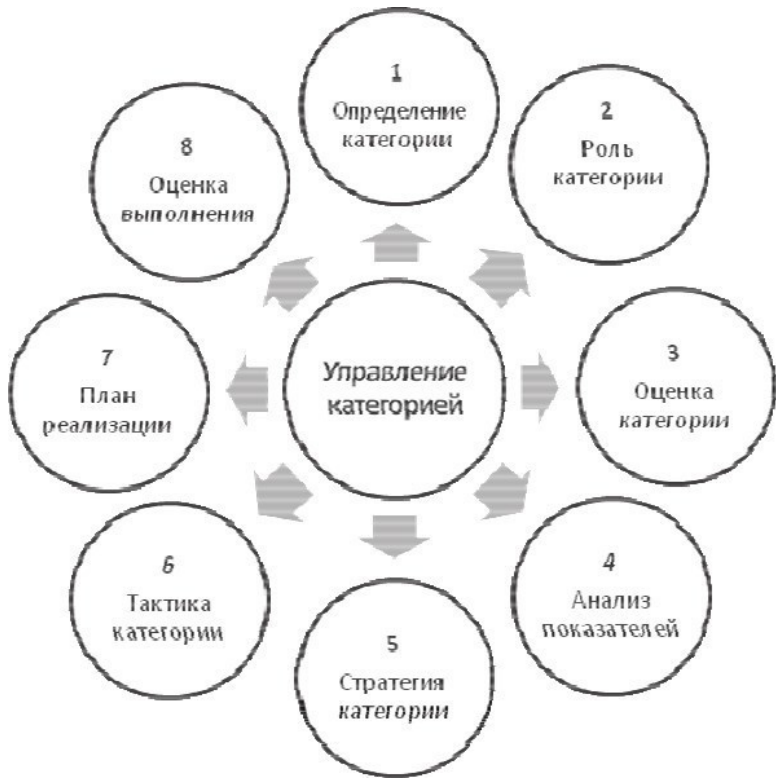 1
Определение
категории
2
Роль
категории
3
Оценка
категории
4
Анализ
показателей
5
Стратегия
категории
6
Тактика
категории
7
План
реализации
8
Оценка
выполнения
Управление
категорией